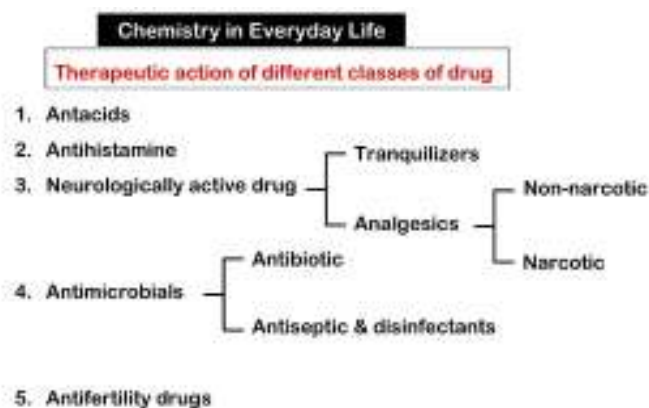 Chemistry in Everyday Life
Therapeutic action of different classes of drug
1. Antacids
2. Antihistamine
3. Neurologically active drug
Tranquilizers
Analgesics
Non-narcotic
Narcotic
4. Antimicrobials
Antibiotic
Antiseptic & disinfectants
5. Antifertility drugs